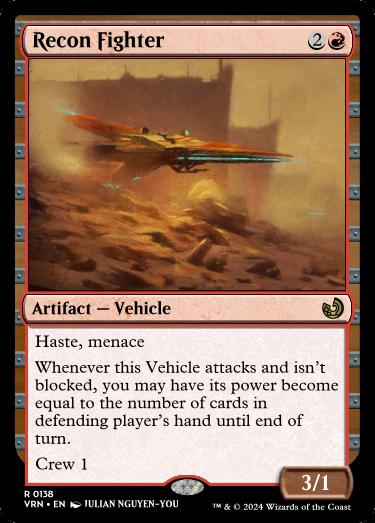 Recon Fighter 2
Artifact — Vehicle
Haste, menace
Whenever this Vehicle attacks and isn't
blocked, you may have its power become
equal to the number of cards in
defending player's hand until end of
turn.
Crew 1
3/1
R 0138
VRN • EN JULIAN NGUYEN-YOU
™ & © 2024 Wizards of the Coast